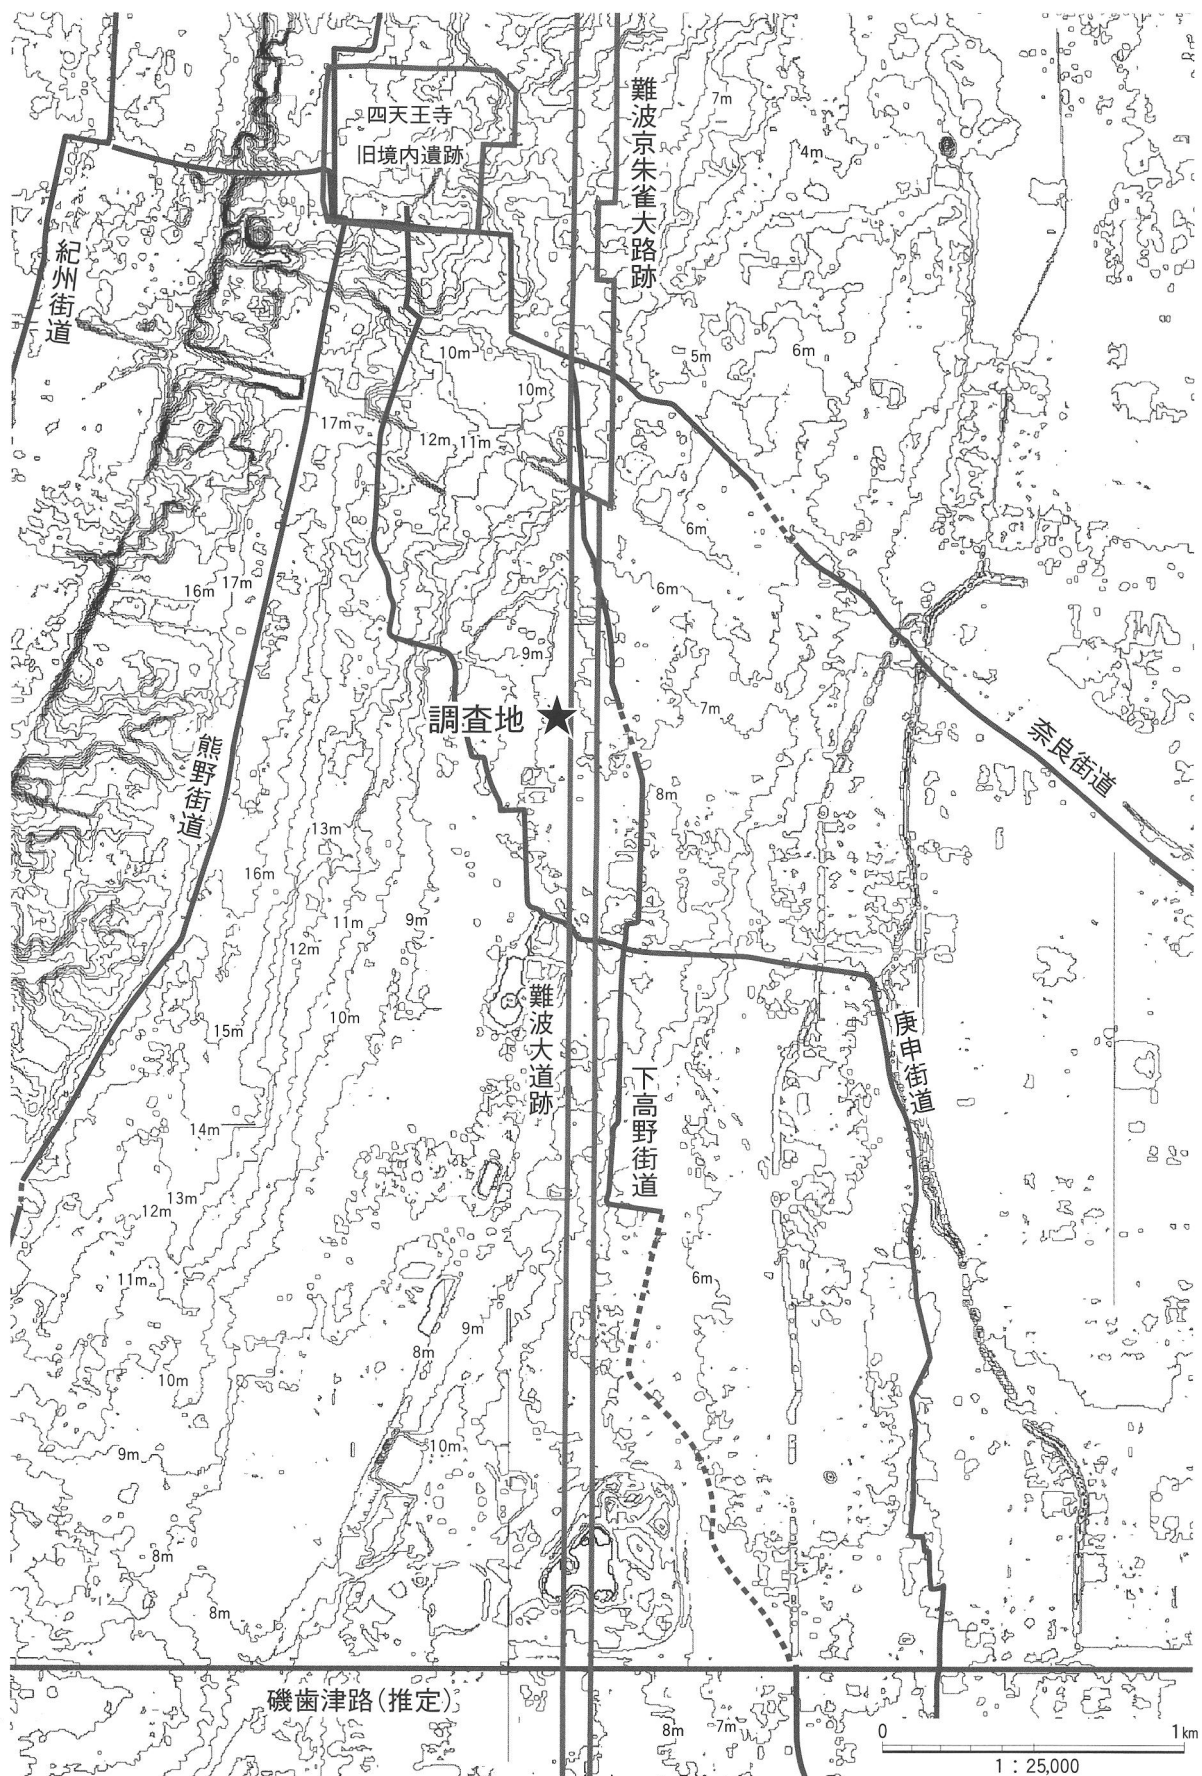 四天王寺
旧境内遺跡
難波京朱雀大路跡
7m
4m
紀州街道
10m
10m
5m
6m
17m
12m
11m
6m
16m
17m
6m
9m
調査地
7m
熊野街道
奈良街道
8m
13m
16m
11m
9m
12m
10m
15m
難波大道跡
庚申街道
下高野街道
14m
13m
12m
11m
6m
9m
8m
10m
10m
9m
8m
8m
磯歯津路(推定)
8m
7m
0
1km
1:25,000